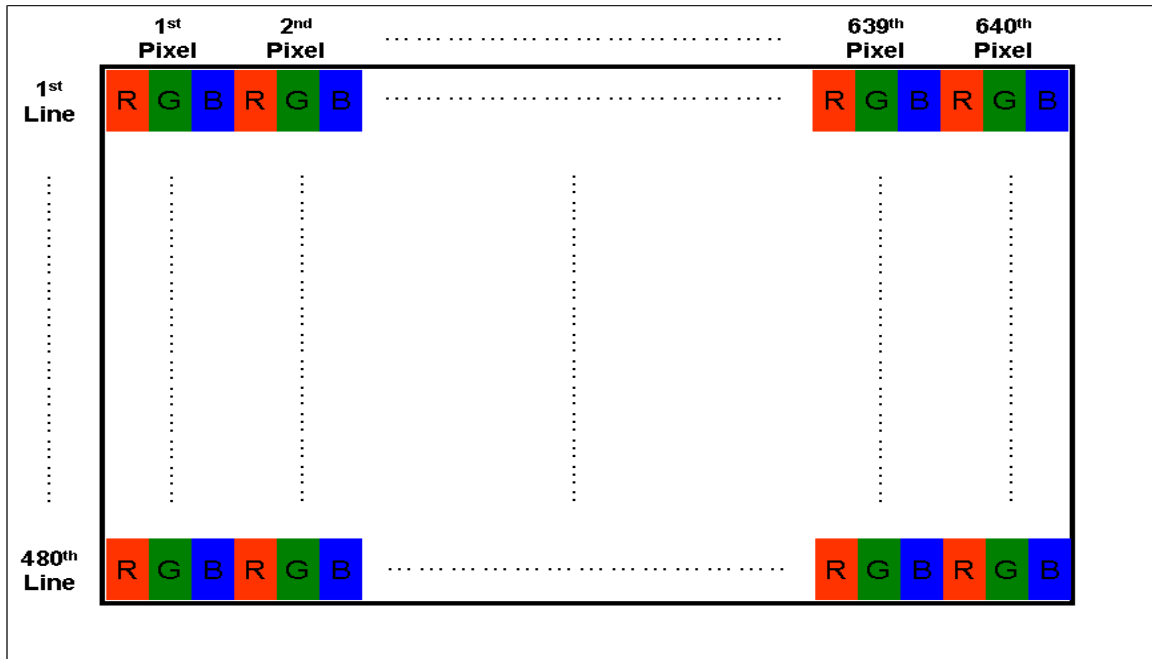 1st Pixel 2nd Pixel ........................................ 639th Pixel 640th Pixel
1st Line
R G B R G B ........................................ R G B R G B
480th Line
R G B R G B ........................................ R G B R G B